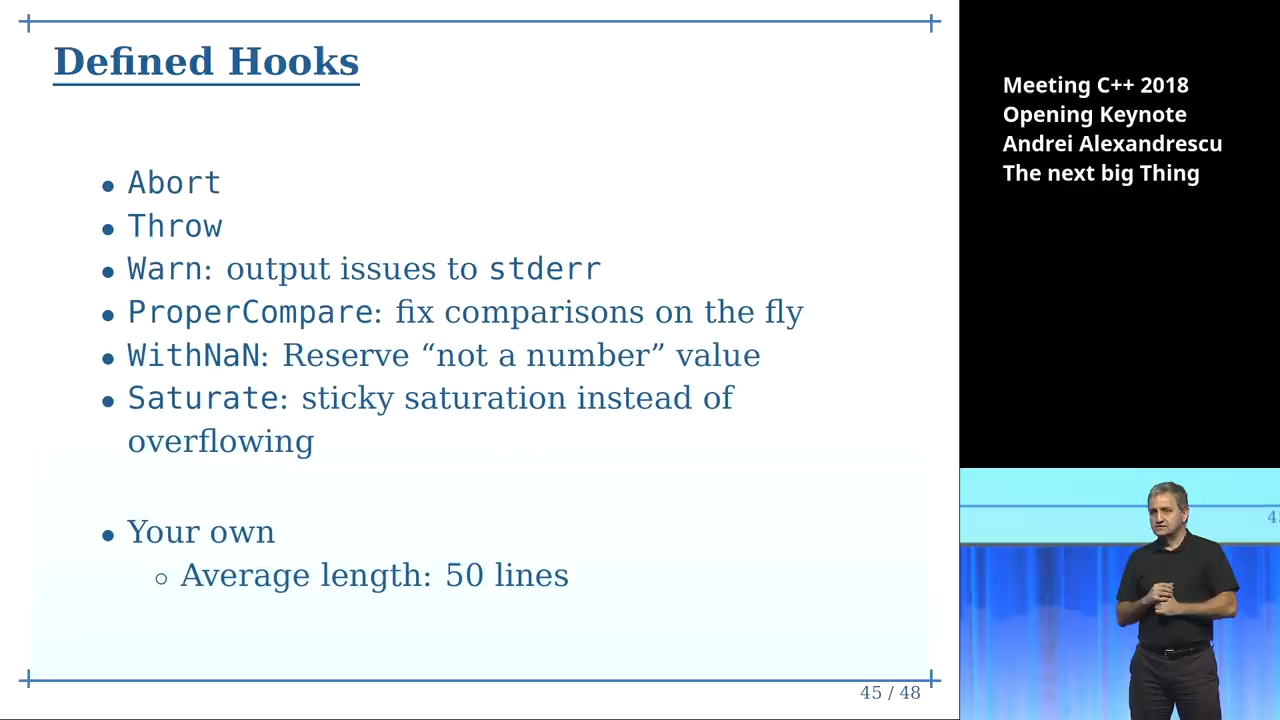 Defined Hooks
• Abort
• Throw
• Warn: output issues to stderr
• ProperCompare: fix comparisons on the fly
• WithNaN: Reserve “not a number” value
• Saturate: sticky saturation instead of
overflowing
• Your own
○ Average length: 50 lines
45 / 48
Meeting C++ 2018
Opening Keynote
Andrei Alexandrescu
The next big Thing